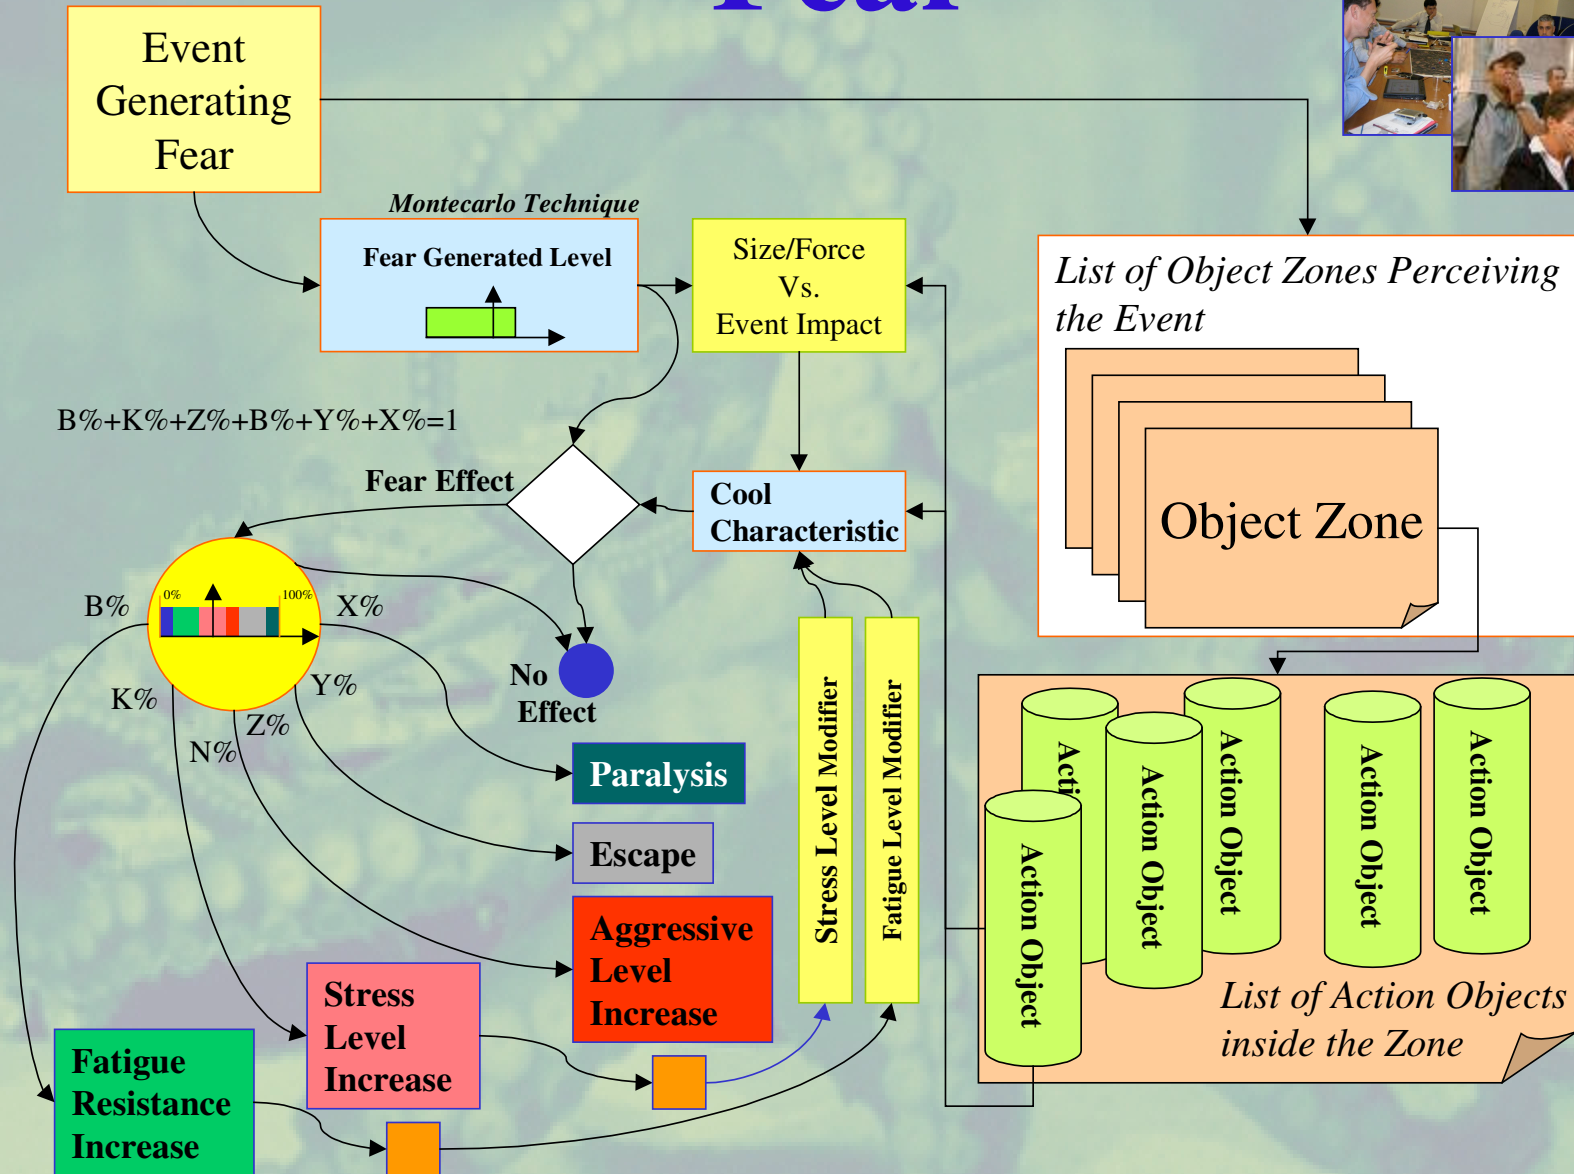 Fear
Event
Generating
Fear
Montecarlo Technique
Fear Generated Level
Size/Force
Vs.
Event Impact
List of Object Zones Perceiving
the Event
Object Zone
B%+K%+Z%+B%+Y%+X%=1
Fear Effect
Cool
Characteristic
0%
100%
B%
X%
K%
Y%
N%
Z%
No
Effect
Paralysis
Escape
Aggressive
Level
Increase
Stress
Level
Increase
Fatigue
Resistance
Increase
Stress Level Modifier
Fatigue Level Modifier
Acti
Action Object
Action Object
Action Object
Action Object
Action Object
List of Action Objects
inside the Zone